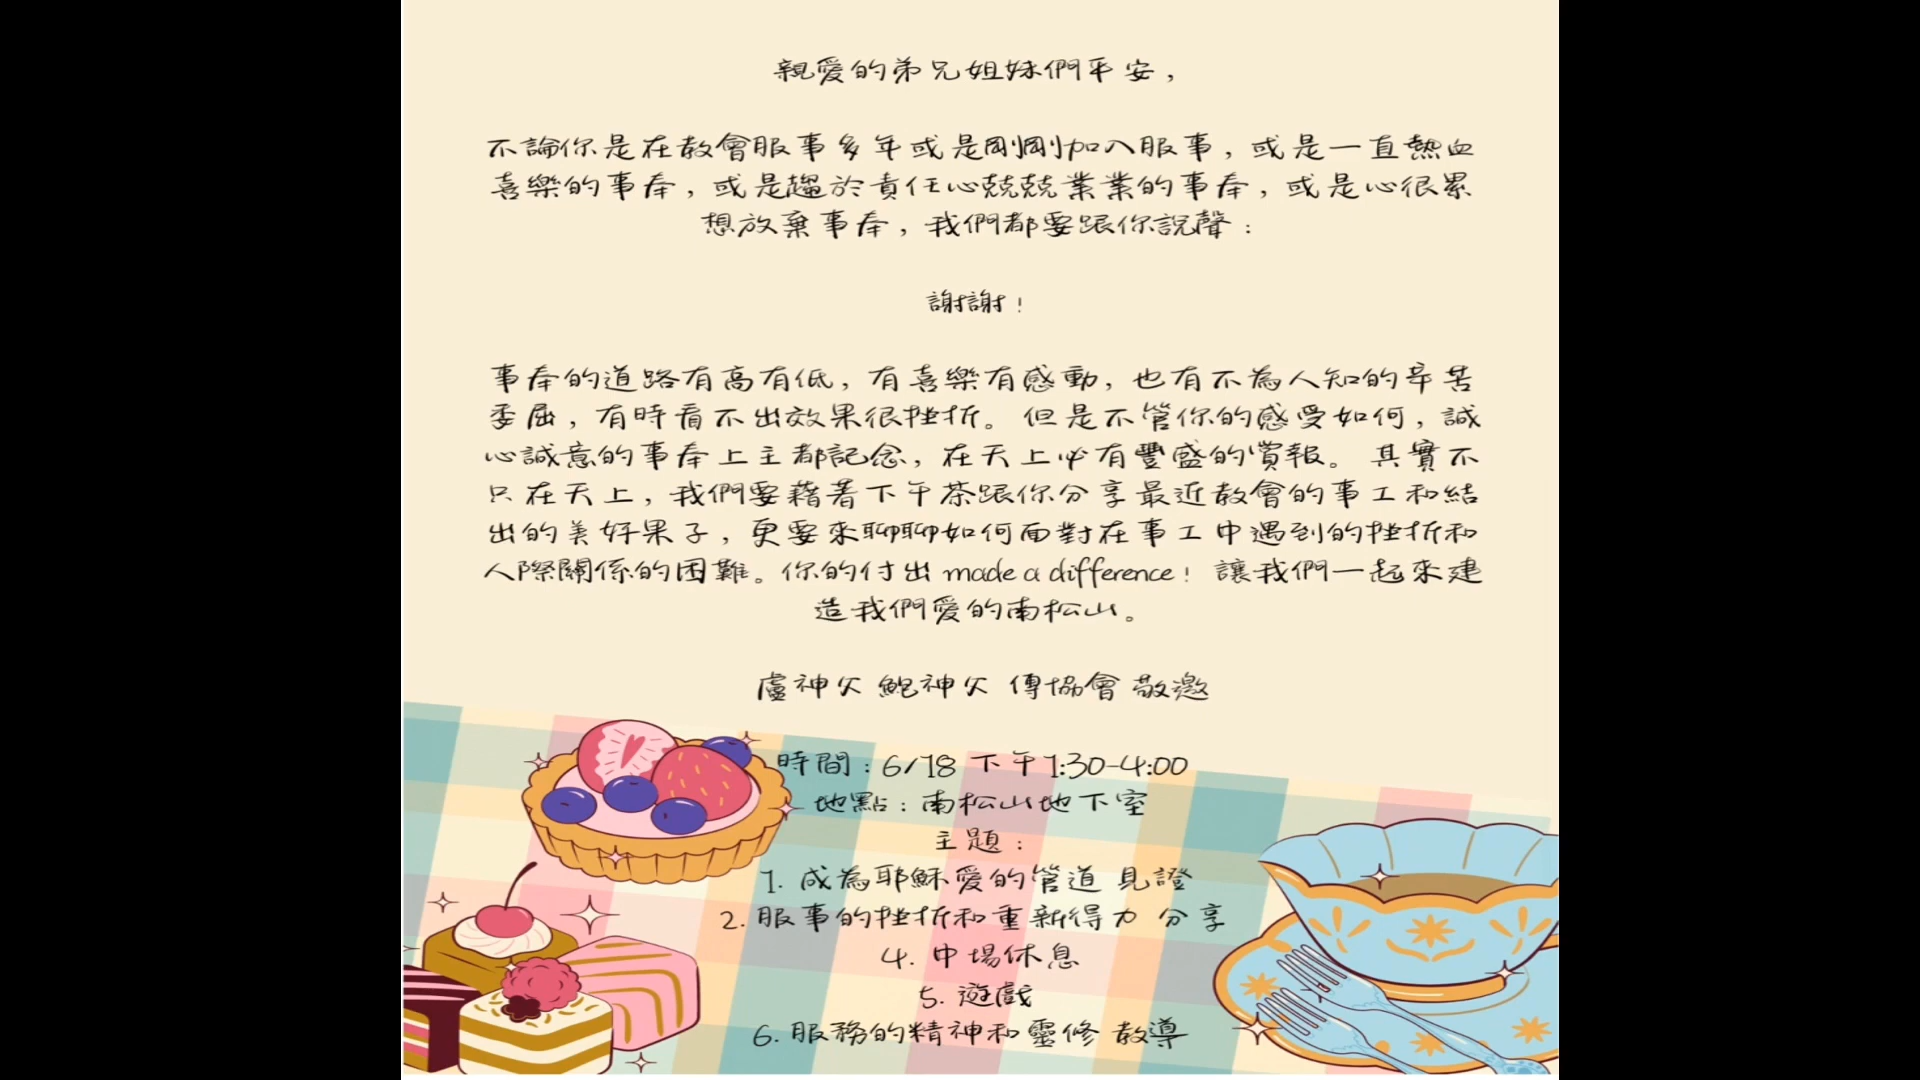 親愛的弟兄姐妹們平安，
不論你是在教會服事多年或是剛剛加入服事，或是一直熱血
喜樂的事奉，或是趨於責任心兢兢業業的事奉，或是心很累
想放棄事奉，我們都要跟你說聲：
謝謝！
事奉的道路有高有低，有喜樂有感動，也有不為人知的辛苦
委屈，有時看不出效果很挫折。但是不管你的感受如何，誠
心誠意的事奉上主都記念，在天上必有豐盛的賞報。其實不
只在天上，我們要藉著下午茶跟你分享最近教會的事工和結
出的美好果子，更要來聊聊如何面對在事工中遇到的挫折和
人際關係的困難。你的付出 made a difference！ 讓我們一起來建
造我們愛的南松山。
盧神父 鮑神父 傳協會 敬邀
時間：6/18 下午1:30-4:00
地點：南松山地下室
主題：
1. 成為耶穌愛的管道 見證
2. 服事的挫折和重新得力 分享
4. 中場休息
5. 遊戲
6. 服務的精神和靈修 教導